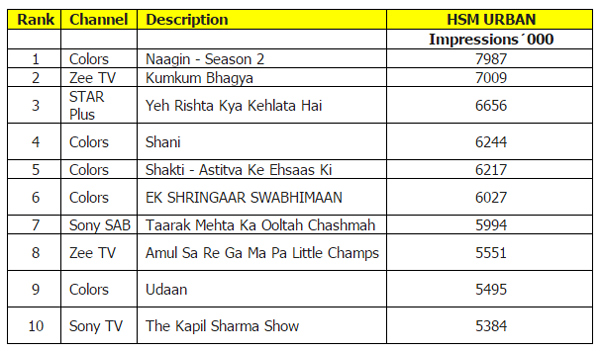 Rank Channel Description HSM URBAN
Impressions´000
1 Colors Naagin - Season 2 7987
2 Zee TV Kumkum Bhagya 7009
3 STAR Plus Yeh Rishta Kya Kehlata Hai 6656
4 Colors Shani 6244
5 Colors Shakti - Astitva Ke Ehsaas Ki 6217
6 Colors EK SHRINGAAR SWABHIMAAN 6027
7 Sony SAB Taarak Mehta Ka Ooltah Chashmah 5994
8 Zee TV Amul Sa Re Ga Ma Pa Little Champs 5551
9 Colors Udaan 5495
10 Sony TV The Kapil Sharma Show 5384